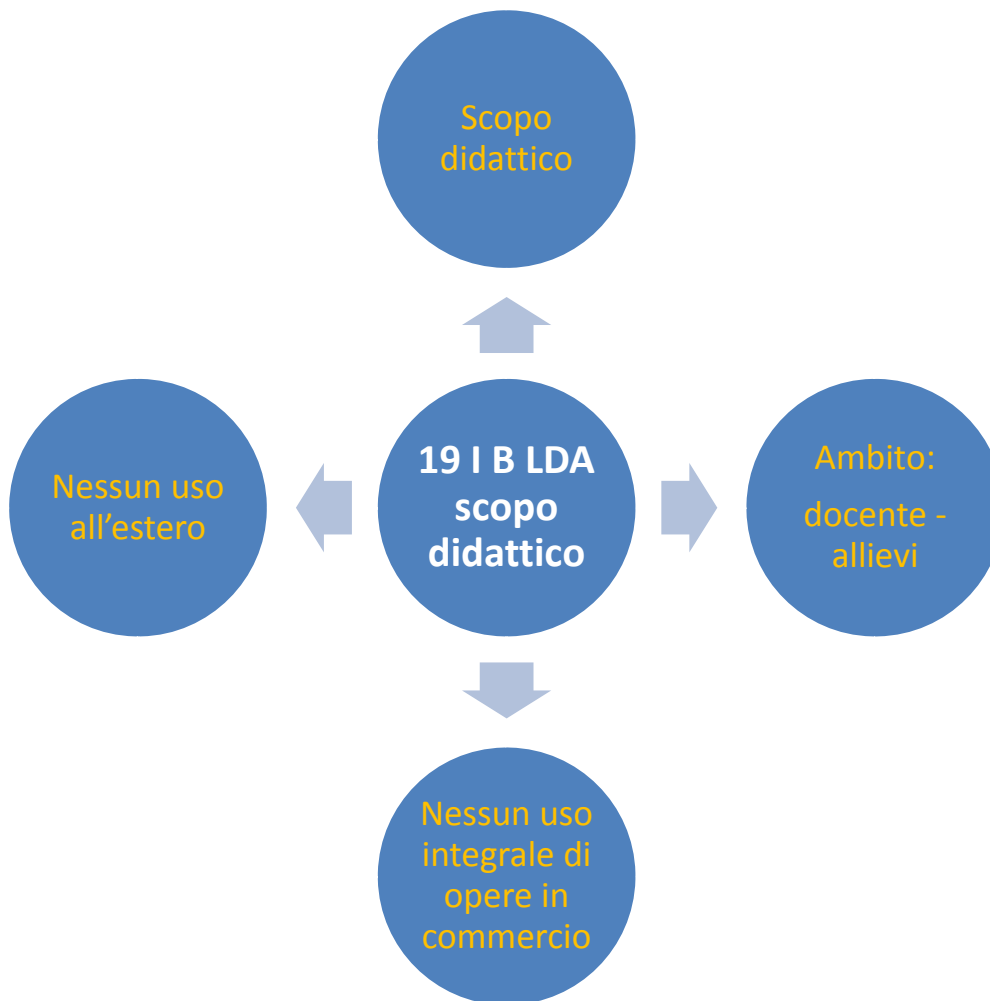 Scopo
didattico
Nessun uso
all’estero
19 I B LDA
scopo
didattico
Ambito:
docente -
allievi
Nessun uso
integrale di
opere in
commercio